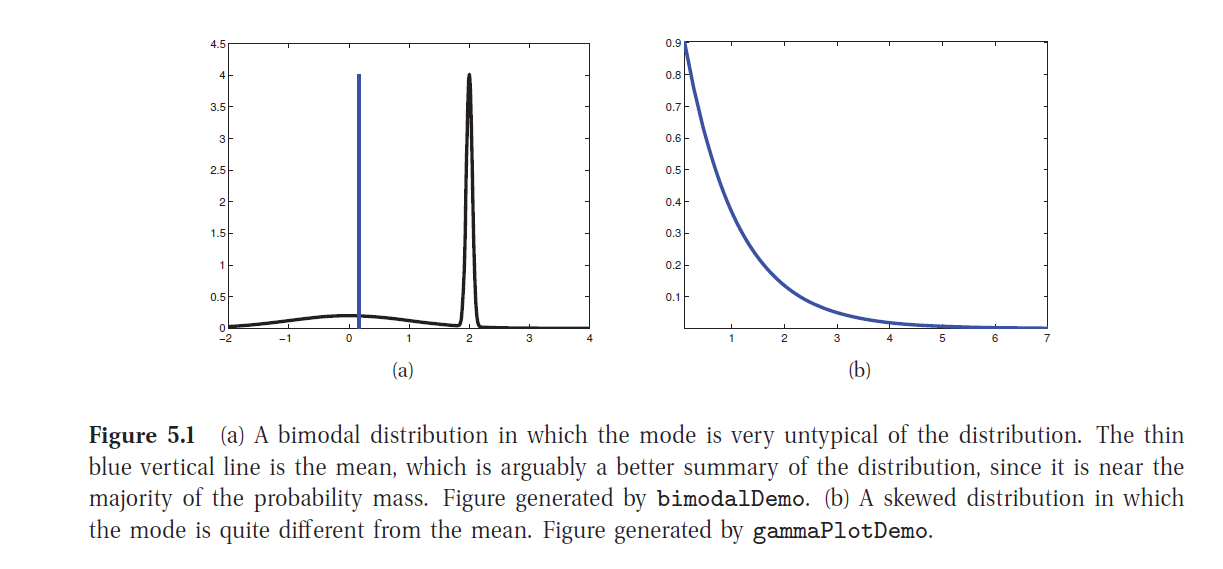 4.5
4
3.5
3
2.5
2
1.5
1
0.5
0
−2 −1 0 1 2 3 4
(a)
0.9
0.8
0.7
0.6
0.5
0.4
0.3
0.2
0.1
1 2 3 4 5 6 7
(b)
Figure 5.1 (a) A bimodal distribution in which the mode is very untypical of the distribution. The thin
blue vertical line is the mean, which is arguably a better summary of the distribution, since it is near the
majority of the probability mass. Figure generated by bimodalDemo. (b) A skewed distribution in which
the mode is quite different from the mean. Figure generated by gammaPlotDemo.